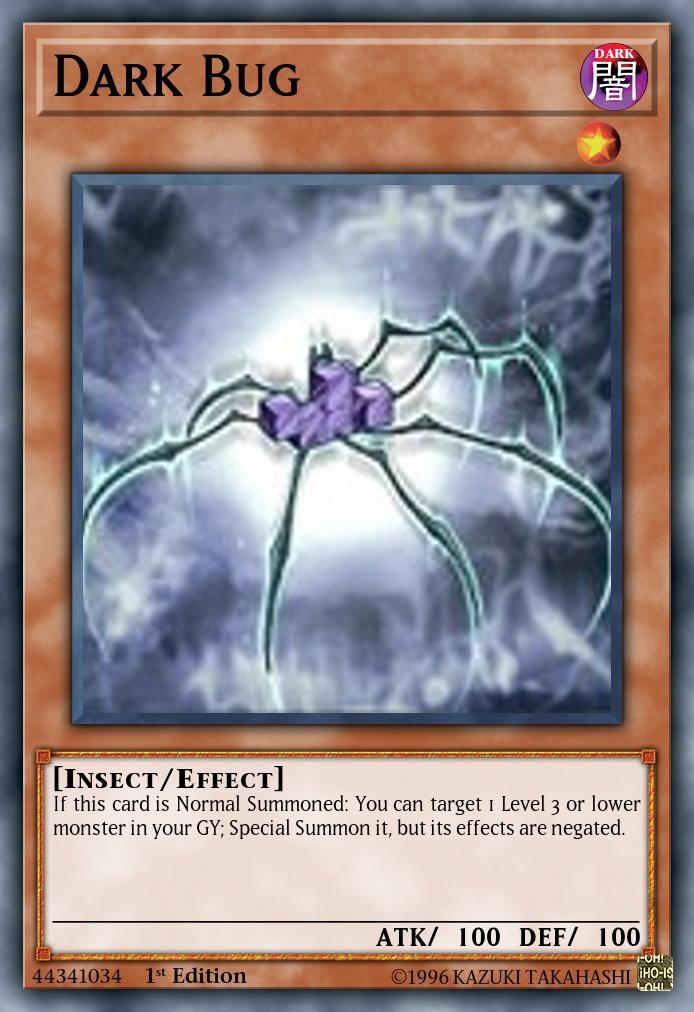 DARK BUG
DARK
闇
[INSECT/EFFECT]
If this card is Normal Summoned: You can target 1 Level 3 or lower
monster in your GY; Special Summon it, but its effects are negated.
ATK/ 100 DEF/ 100
44341034 1st Edition ©1996 KAZUKI TAKAHASHI